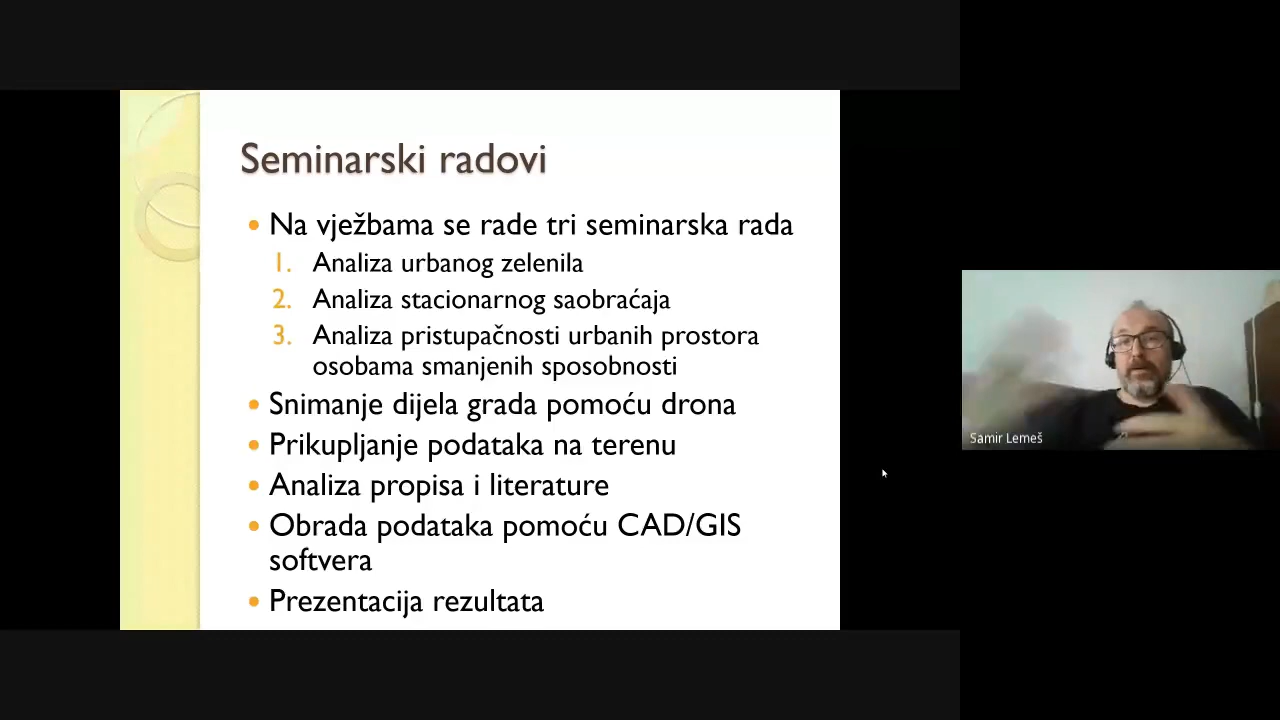 Seminarski radovi
Na vježbama se rade tri seminarska rada
1. Analiza urbanog zelenila
2. Analiza stacionarnog saobraćaja
3. Analiza pristupačnosti urbanih prostora
osobama smanjenih sposobnosti
Snimanje dijela grada pomoću drona
Prikupljanje podataka na terenu
Analiza propisa i literature
Obrada podataka pomoću CAD/GIS
softvera
Prezentacija rezultata
Samir Lemeš